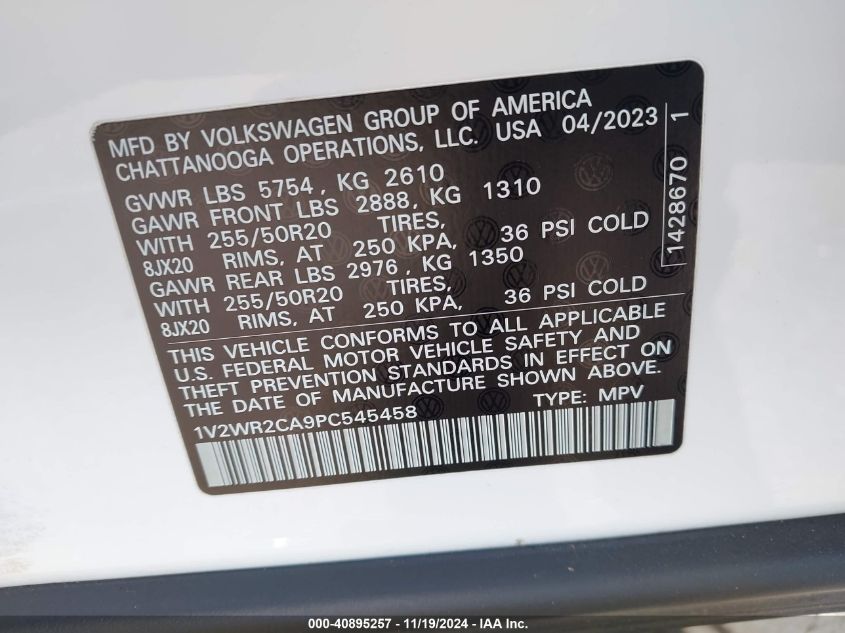 MFD BY VOLKSWAGEN GROUP OF AMERICA
CHATTANOOGA OPERATIONS, LLC. USA 04/2023
GVWR LBS 5754, KG 2610
GAWR FRONT LBS 2888, KG 1310
WITH 255/50R20 TIRES,
8JX20 RIMS, AT 250 KPA, 36 PSI COLD
GAWR REAR LBS 2976, KG 1350
WITH 255/50R20 TIRES,
8JX20 RIMS, AT 250 KPA, 36 PSI COLD
1428670 1
THIS VEHICLE CONFORMS TO ALL APPLICABLE
U.S. FEDERAL MOTOR VEHICLE SAFETY AND
THEFT PREVENTION STANDARDS IN EFFECT ON
THE DATE OF MANUFACTURE SHOWN ABOVE.
1V2WR2CA9PC545458 TYPE: MPV
000-40895257 - 11/19/2024 - IAA Inc.